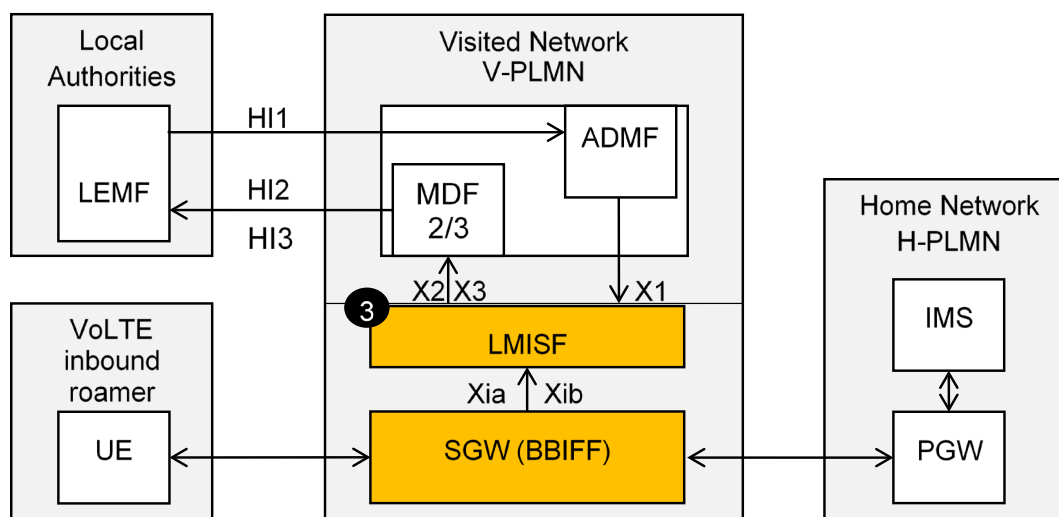 Local
Authorities
LEMF
HI1
HI2
HI3
Visited Network
V-PLMN
ADMF
MDF
2/3
X2 X3
X1
3
LMISF
Xia Xib
SGW (BBIFF)
VoLTE
inbound
roamer
UE
Home Network
H-PLMN
IMS
PGW